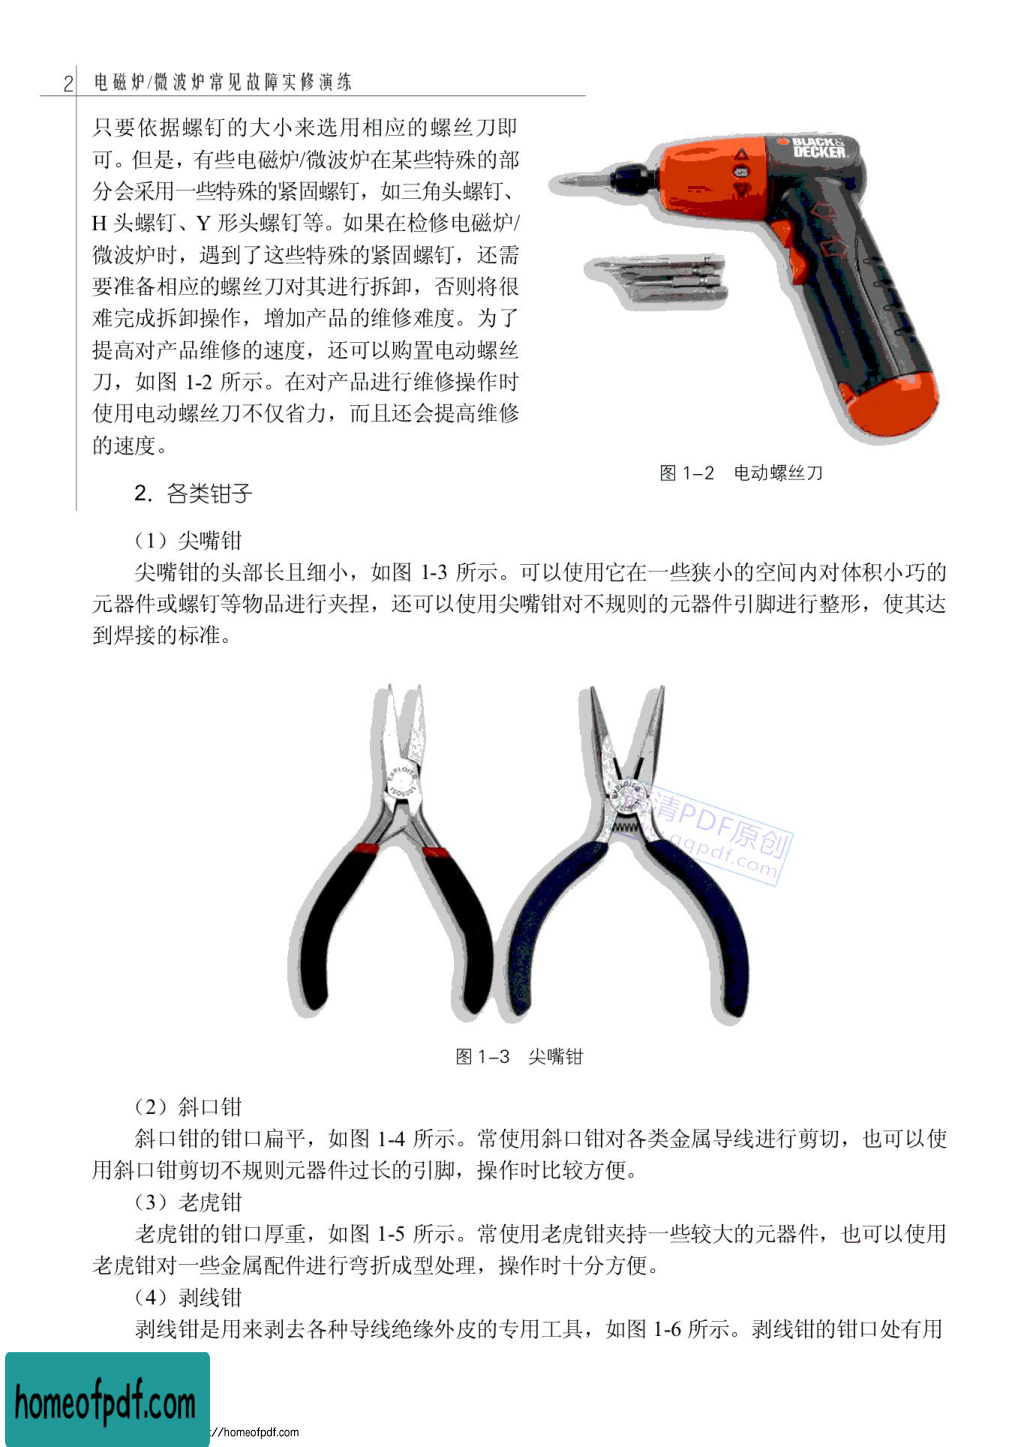 2 电磁炉/微波炉常见故障实修演练
只要依据螺钉的大小来选用相应的螺丝刀即
可。但是，有些电磁炉/微波炉在某些特殊的部
分会采用一些特殊的紧固螺钉，如三角头螺钉、
H 头螺钉、Y 形头螺钉等。如果在检修电磁炉/
微波炉时，遇到了这些特殊的紧固螺钉，还需
要准备相应的螺丝刀对其进行拆卸，否则将很
难完成拆卸操作，增加产品的维修难度。为了
提高对产品维修的速度，还可以购置电动螺丝
刀，如图 1-2 所示。在对产品进行维修操作时
使用电动螺丝刀不仅省力，而且还会提高维修
的速度。
BLACK&
DECKER
图 1-2 电动螺丝刀
2. 各类钳子
（1）尖嘴钳
尖嘴钳的头部长且细小，如图 1-3 所示。可以使用它在一些狭小的空间内对体积小巧的
元器件或螺钉等物品进行夹捏，还可以使用尖嘴钳对不规则的元器件引脚进行整形，使其达
到焊接的标准。
清PDF原创
qqpdf.com
图 1-3 尖嘴钳
（2）斜口钳
斜口钳的钳口扁平，如图 1-4 所示。常使用斜口钳对各类金属导线进行剪切，也可以使
用斜口钳剪切不规则元器件过长的引脚，操作时比较方便。
（3）老虎钳
老虎钳的钳口厚重，如图 1-5 所示。常使用老虎钳夹持一些较大的元器件，也可以使用
老虎钳对一些金属配件进行弯折成型处理，操作时十分方便。
（4）剥线钳
剥线钳是用来剥去各种导线绝缘外皮的专用工具，如图 1-6 所示。剥线钳的钳口处有用
homeofpdf.com
://homeofpdf.com